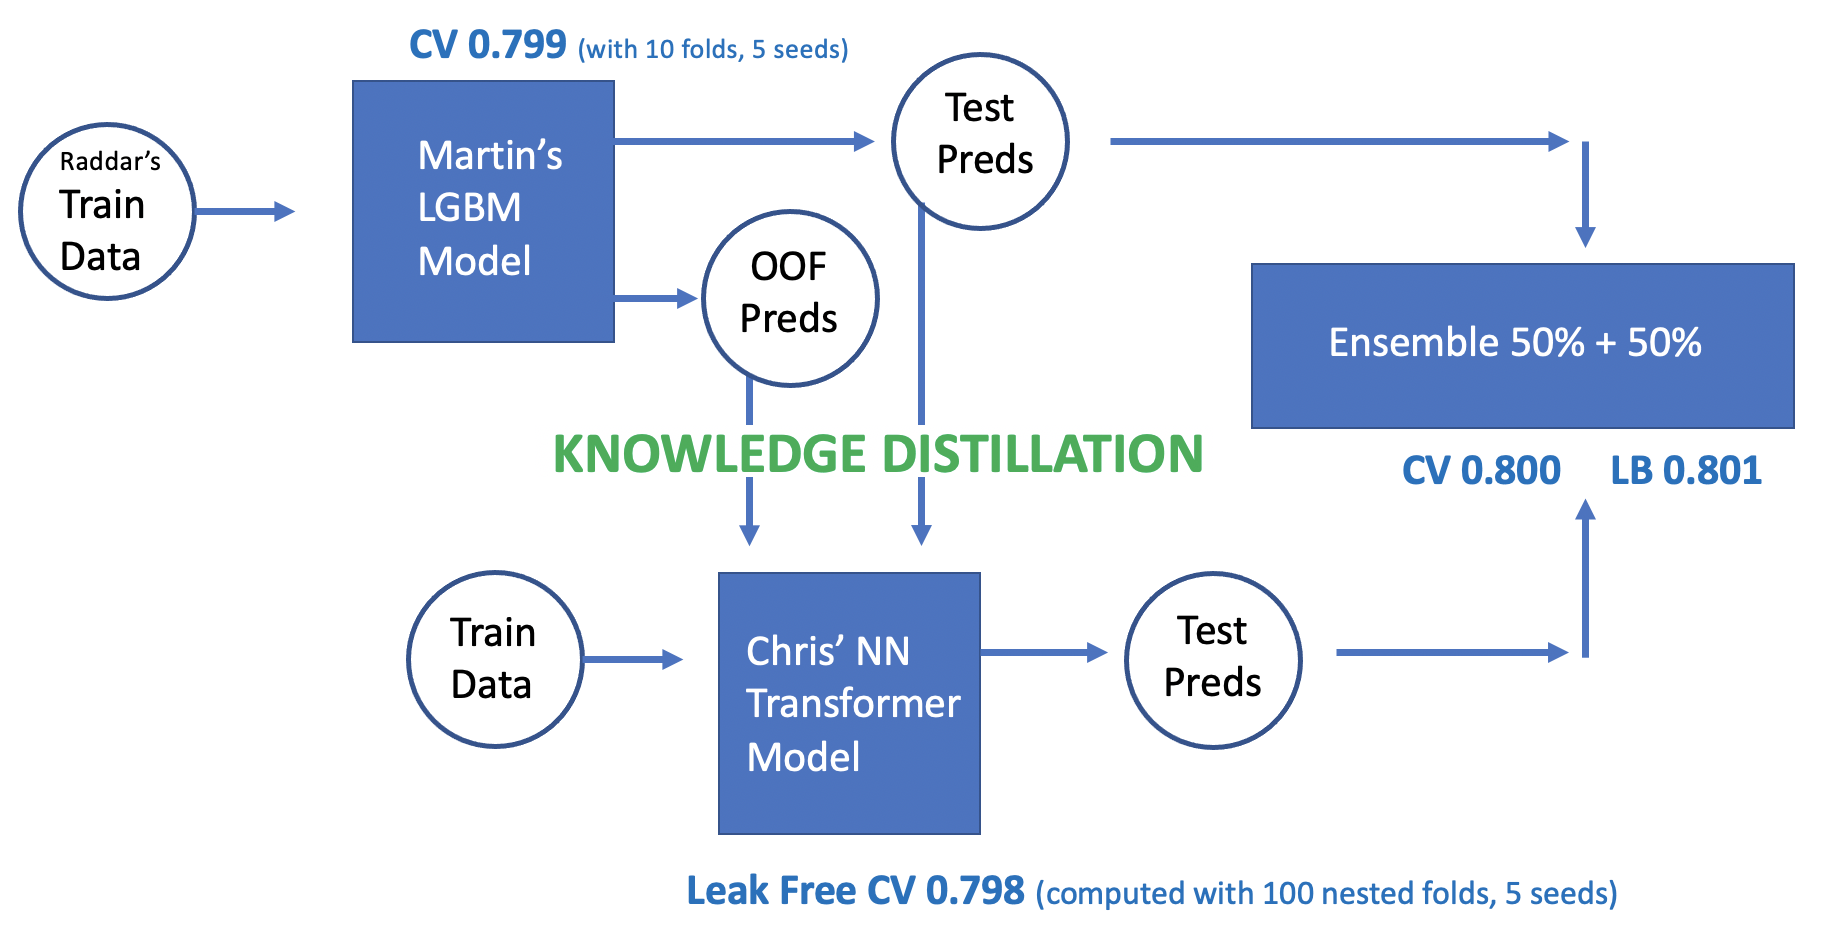 CV 0.799 (with 10 folds, 5 seeds)
Raddar’s
Train
Data
Martin’s
LGBM
Model
Test
Preds
OOF
Preds
Ensemble 50% + 50%
KNOWLEDGE DISTILLATION
CV 0.800 LB 0.801
Train
Data
Chris’ NN
Transformer
Model
Test
Preds
Leak Free CV 0.798 (computed with 100 nested folds, 5 seeds)